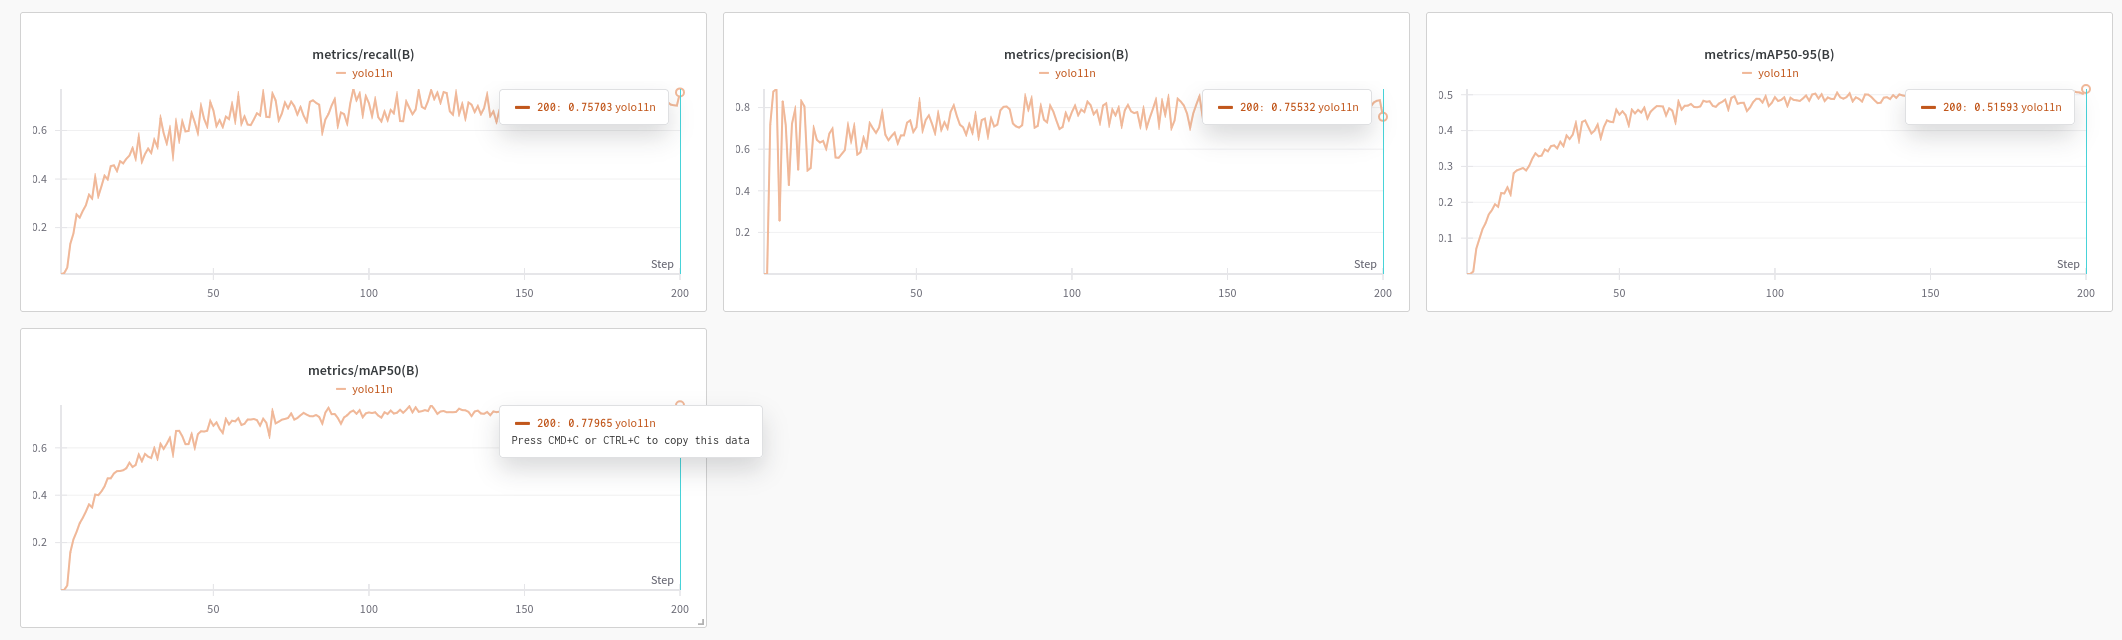 metrics/recall(B)
yolo11n
200: 0.75703 yolo11n
0.6
0.4
0.2
Step
50 100 150 200
metrics/precision(B)
yolo11n
200: 0.75532 yolo11n
0.8
0.6
0.4
0.2
Step
50 100 150 200
metrics/mAP50-95(B)
yolo11n
200: 0.51593 yolo11n
0.5
0.4
0.3
0.2
0.1
Step
50 100 150 200
metrics/mAP50(B)
yolo11n
200: 0.77965 yolo11n
Press CMD+C or CTRL+C to copy this data
0.6
0.4
0.2
Step
50 100 150 200